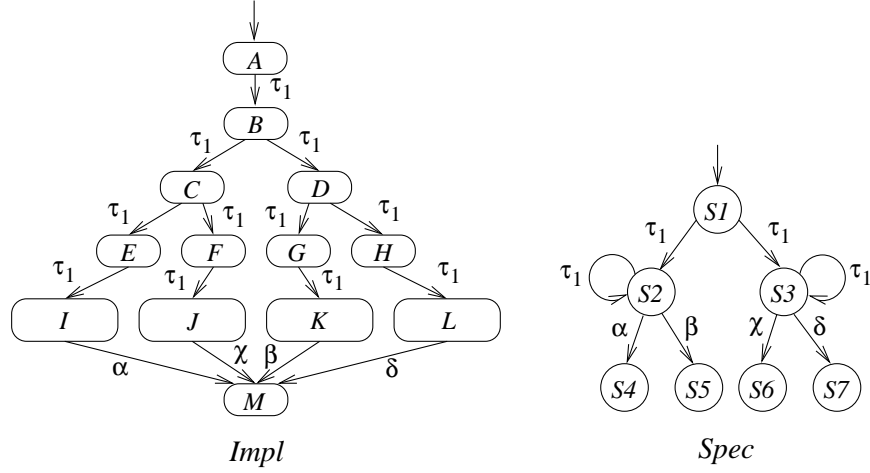 A
τ1
B
τ1 τ1
C D
τ1 τ1 τ1 τ1
E F G H
τ1 τ1 τ1 τ1
I J K L
α χ β δ
M
Impl
S1
τ1 τ1
τ1 S2 S3 τ1
α β χ δ
S4 S5 S6 S7
Spec